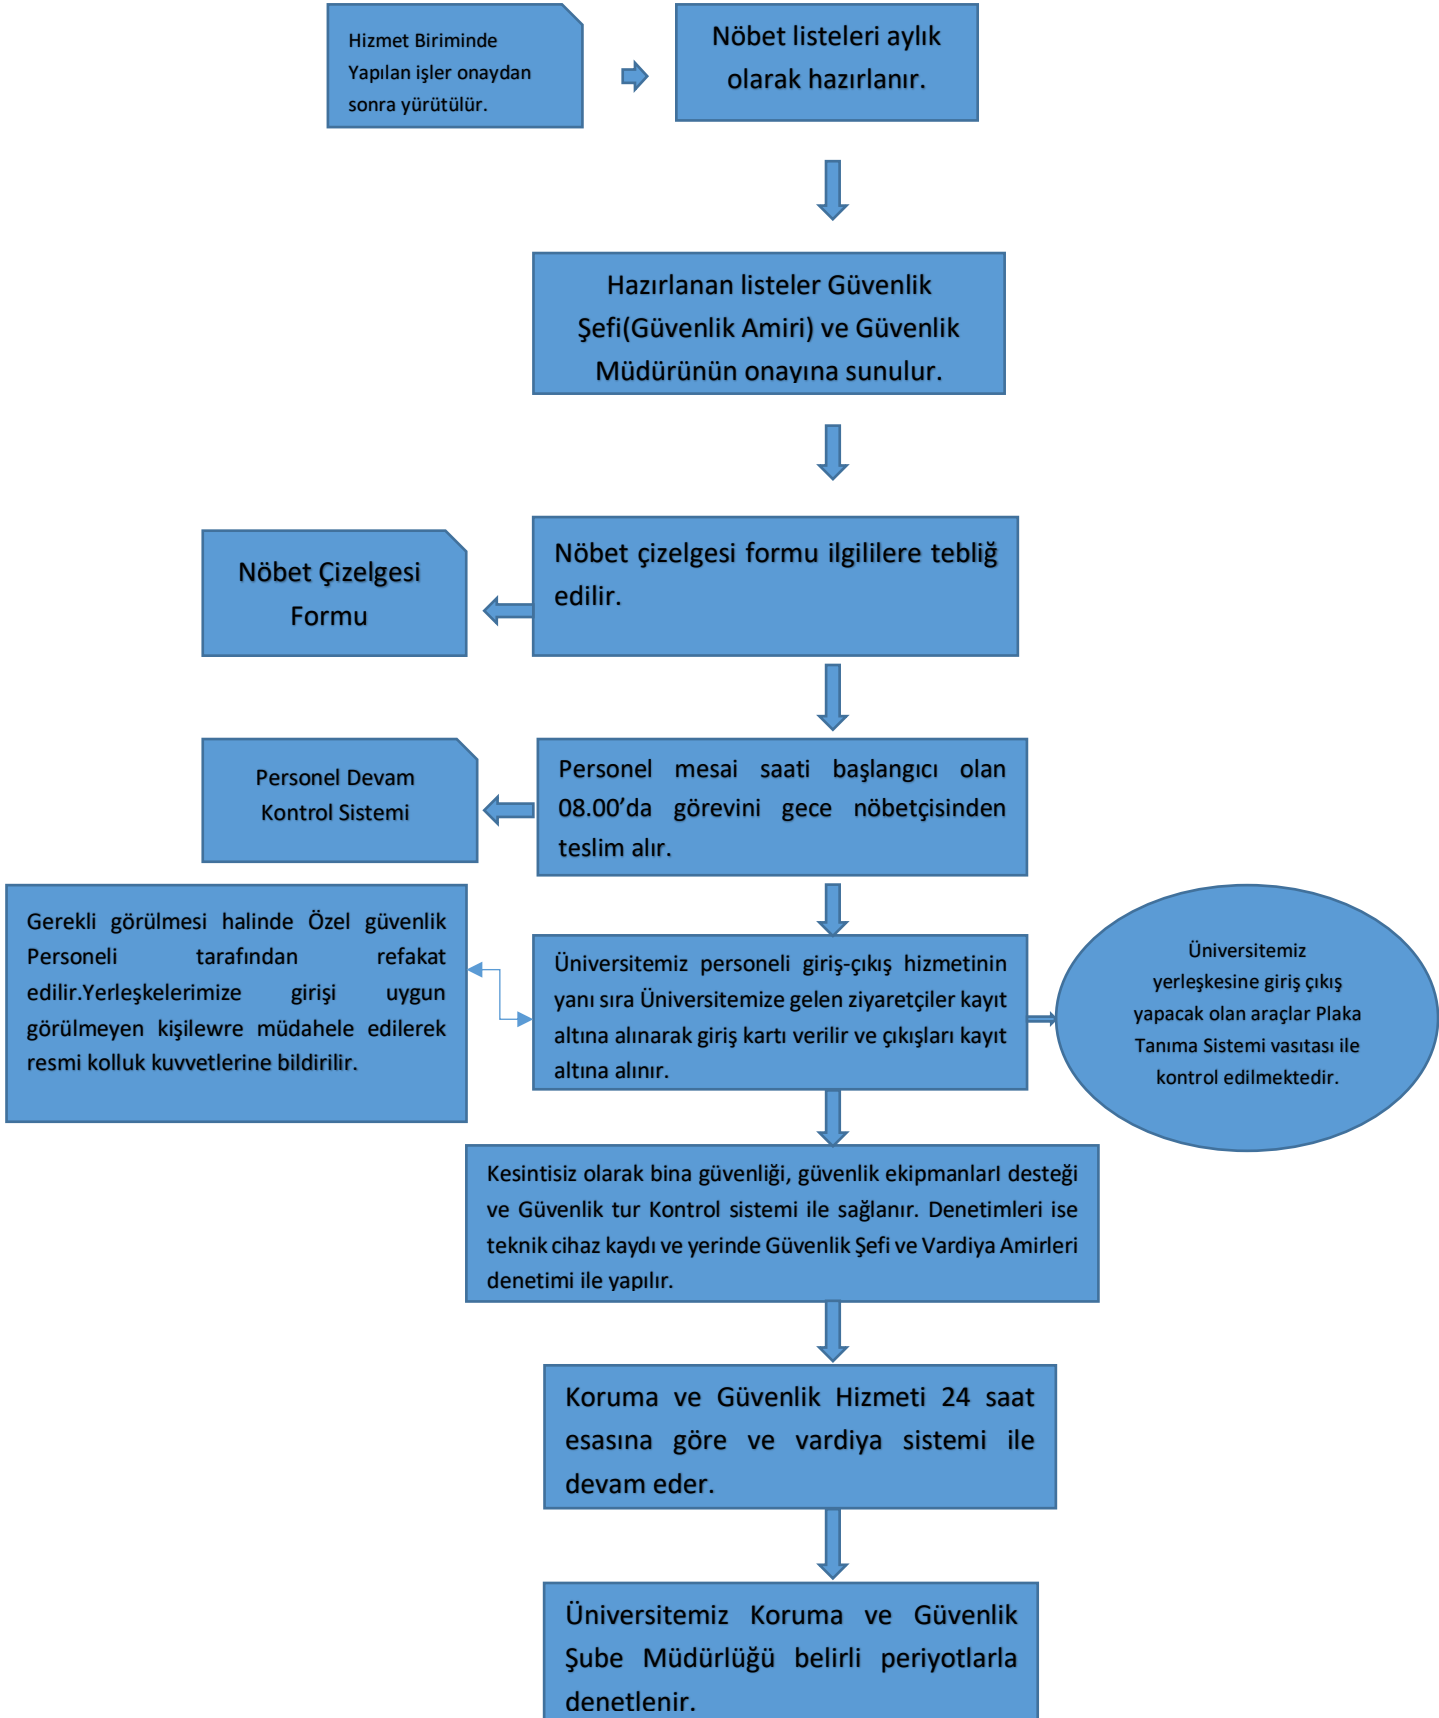 Hizmet Biriminde
Yapılan işler onaydan
sonra yürütülür.
Nöbet listeleri aylık
olarak hazırlanır.
Hazırlanan listeler Güvenlik
Şefi(Güvenlik Amiri) ve Güvenlik
Müdürünün onayına sunulur.
Nöbet Çizelgesi
Formu
Nöbet çizelgesi formu ilgililere tebliğ
edilir.
Personel Devam
Kontrol Sistemi
Personel mesai saati başlangıcı olan
08.00’da görevini gece nöbetçisinden
teslim alır.
Gerekli görülmesi halinde Özel güvenlik
Personeli tarafından refakat
edilir.Yerleşkelerimize girişi uygun
görülmeyen kişilewre müdahele edilerek
resmi kolluk kuvvetlerine bildirilir.
Üniversitemiz personeli giriş-çıkış hizmetinin
yanı sıra Üniversitemize gelen ziyaretçiler kayıt
altına alınarak giriş kartı verilir ve çıkışları kayıt
altına alınır.
Üniversitemiz
yerleşkesine giriş çıkış
yapacak olan araçlar Plaka
Tanıma Sistemi vasıtası ile
kontrol edilmektedir.
Kesintisiz olarak bina güvenliği, güvenlik ekipmanlarI desteği
ve Güvenlik tur Kontrol sistemi ile sağlanır. Denetimleri ise
teknik cihaz kaydı ve yerinde Güvenlik Şefi ve Vardiya Amirleri
denetimi ile yapılır.
Koruma ve Güvenlik Hizmeti 24 saat
esasına göre ve vardiya sistemi ile
devam eder.
Üniversitemiz Koruma ve Güvenlik
Şube Müdürlüğü belirli periyotlarla
denetlenir.